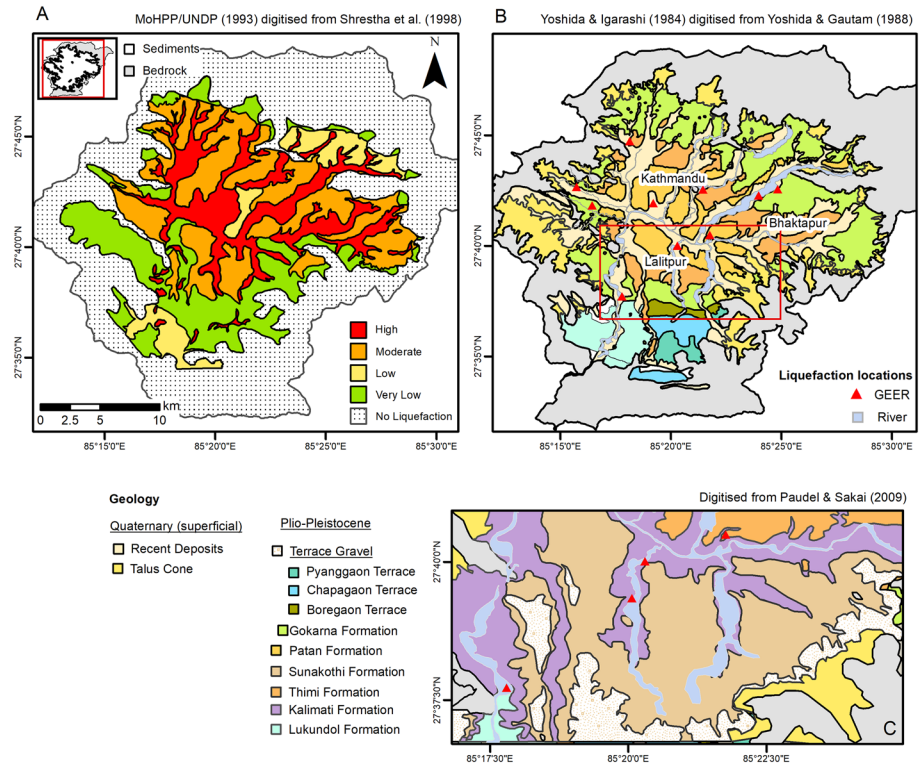 A
MoHPP/UNDP (1993) digitised from Shrestha et al. (1998)
Sediments
Bedrock
N
27°45'0"N
27°40'0"N
27°35'0"N
High
Moderate
Low
Very Low
No Liquefaction
km
0 2.5 5 10
85°15'0"E 85°20'0"E 85°25'0"E 85°30'0"E
B
Yoshida & Igarashi (1984) digitised from Yoshida & Gautam (1988)
27°45'0"N
27°40'0"N
27°35'0"N
Kathmandu
Bhaktapur
Lalitpur
Liquefaction locations
GEER
River
85°15'0"E 85°20'0"E 85°25'0"E 85°30'0"E
Geology
Quaternary (superficial)
Recent Deposits
Talus Cone
Plio-Pleistocene
Terrace Gravel
Pyanggaon Terrace
Chapagaon Terrace
Boregaon Terrace
Gokarna Formation
Patan Formation
Sunakothi Formation
Thimi Formation
Kalimati Formation
Lukundol Formation
Digitised from Paudel & Sakai (2009)
27°40'0"N
27°37'30"N
C
85°17'30"E 85°20'0"E 85°22'30"E